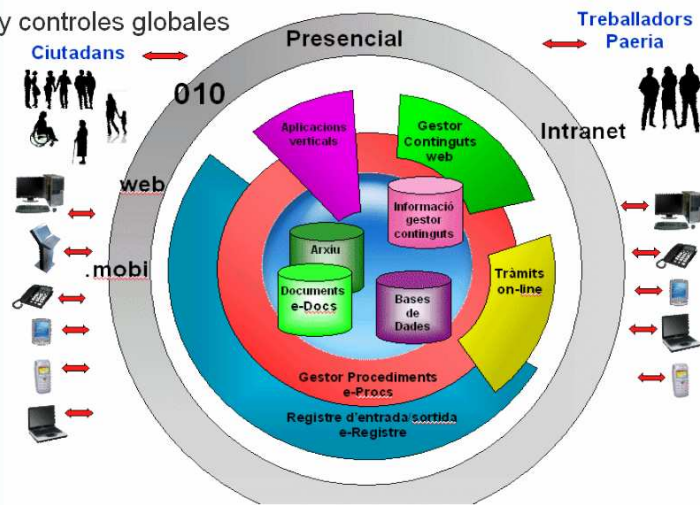 y controles globales
Ciutadans
Presencial
Treballadors
Paeria
010
Intranet
web
.mobi
Aplicacions
verticals
Gestor
Continguts
web
Informació
gestor
continguts
Arxiu
Documents
e-Docs
Bases
de
Dades
Tràmits
on-line
Gestor Procediments
e-Procs
Registre d'entrada/sortida
e-Registre